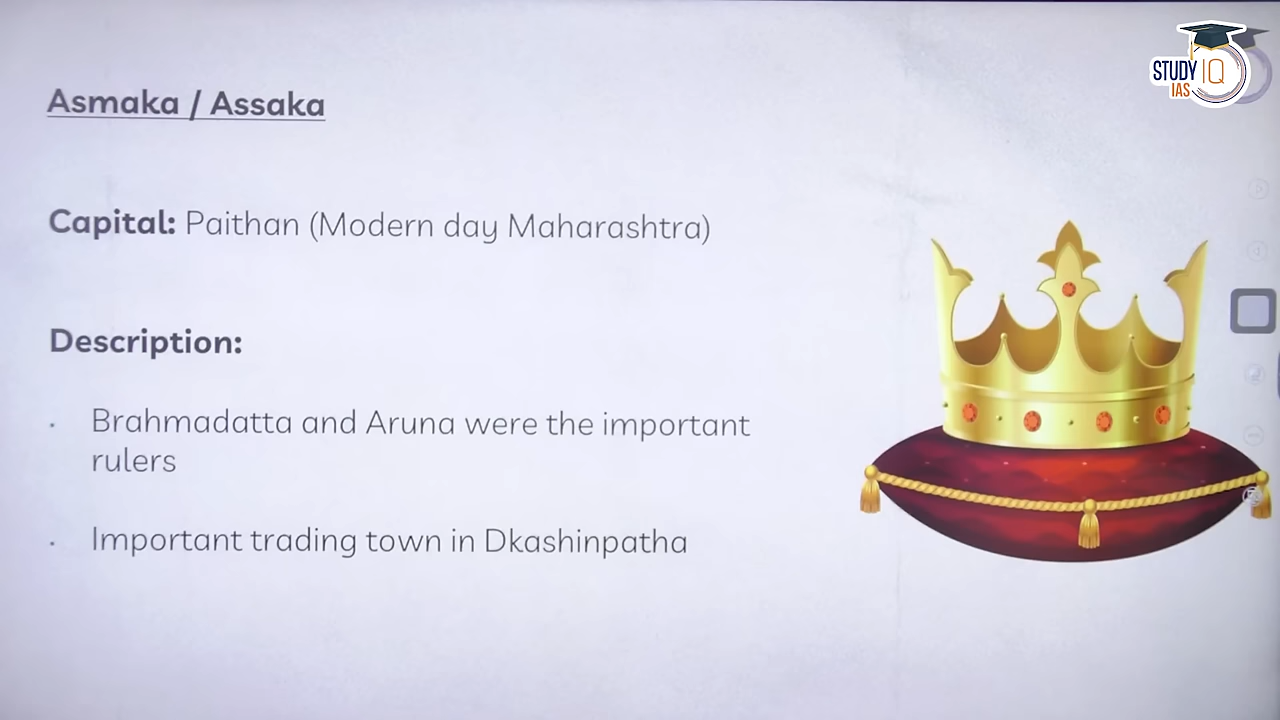 STUDY IQ
IAS
Asmaka / Assaka
Capital: Paithan (Modern day Maharashtra)
Description:
· Brahmadatta and Aruna were the important
rulers
· Important trading town in Dkashinpatha